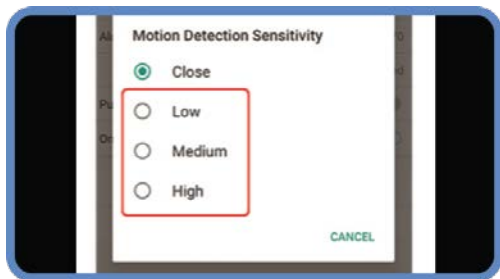 Motion Detection Sensitivity
Close
Low
Medium
High
CANCEL